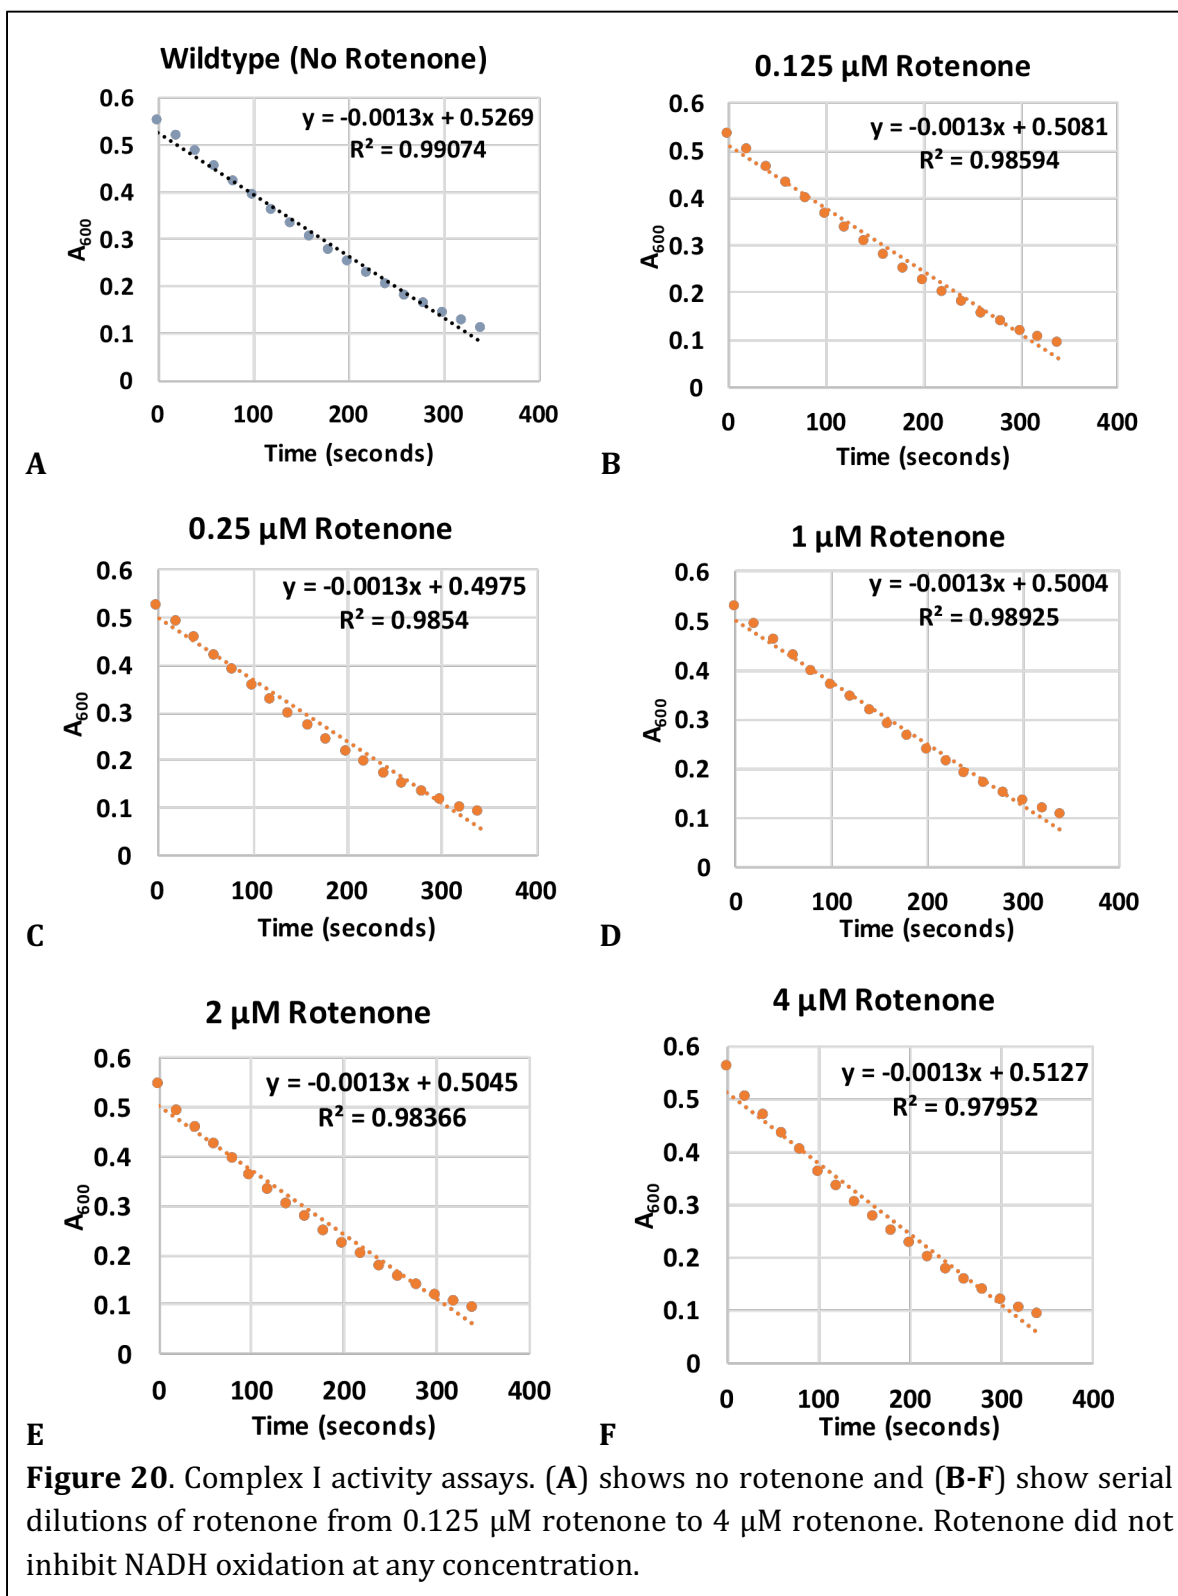 Wildtype (No Rotenone)
y = -0.0013x + 0.5269
R² = 0.99074
0.6
0.5
0.4
0.3
0.2
0.1
0
A₆₀₀
0 100 200 300 400
Time (seconds)
A
0.125 µM Rotenone
y = -0.0013x + 0.5081
R² = 0.98594
0.6
0.5
0.4
0.3
0.2
0.1
0
A₆₀₀
0 100 200 300 400
Time (seconds)
B
0.25 µM Rotenone
y = -0.0013x + 0.4975
R² = 0.9854
0.6
0.5
0.4
0.3
0.2
0.1
0
A₆₀₀
0 100 200 300 400
Time (seconds)
C
1 µM Rotenone
y = -0.0013x + 0.5004
R² = 0.98925
0.6
0.5
0.4
0.3
0.2
0.1
0
A₆₀₀
0 100 200 300 400
Time (seconds)
D
2 µM Rotenone
y = -0.0013x + 0.5045
R² = 0.98366
0.6
0.5
0.4
0.3
0.2
0.1
0
A₆₀₀
0 100 200 300 400
Time (seconds)
E
4 µM Rotenone
y = -0.0013x + 0.5127
R² = 0.97952
0.6
0.5
0.4
0.3
0.2
0.1
0
A₆₀₀
0 100 200 300 400
Time (seconds)
F
Figure 20. Complex I activity assays. (A) shows no rotenone and (B-F) show serial
dilutions of rotenone from 0.125 µM rotenone to 4 µM rotenone. Rotenone did not
inhibit NADH oxidation at any concentration.